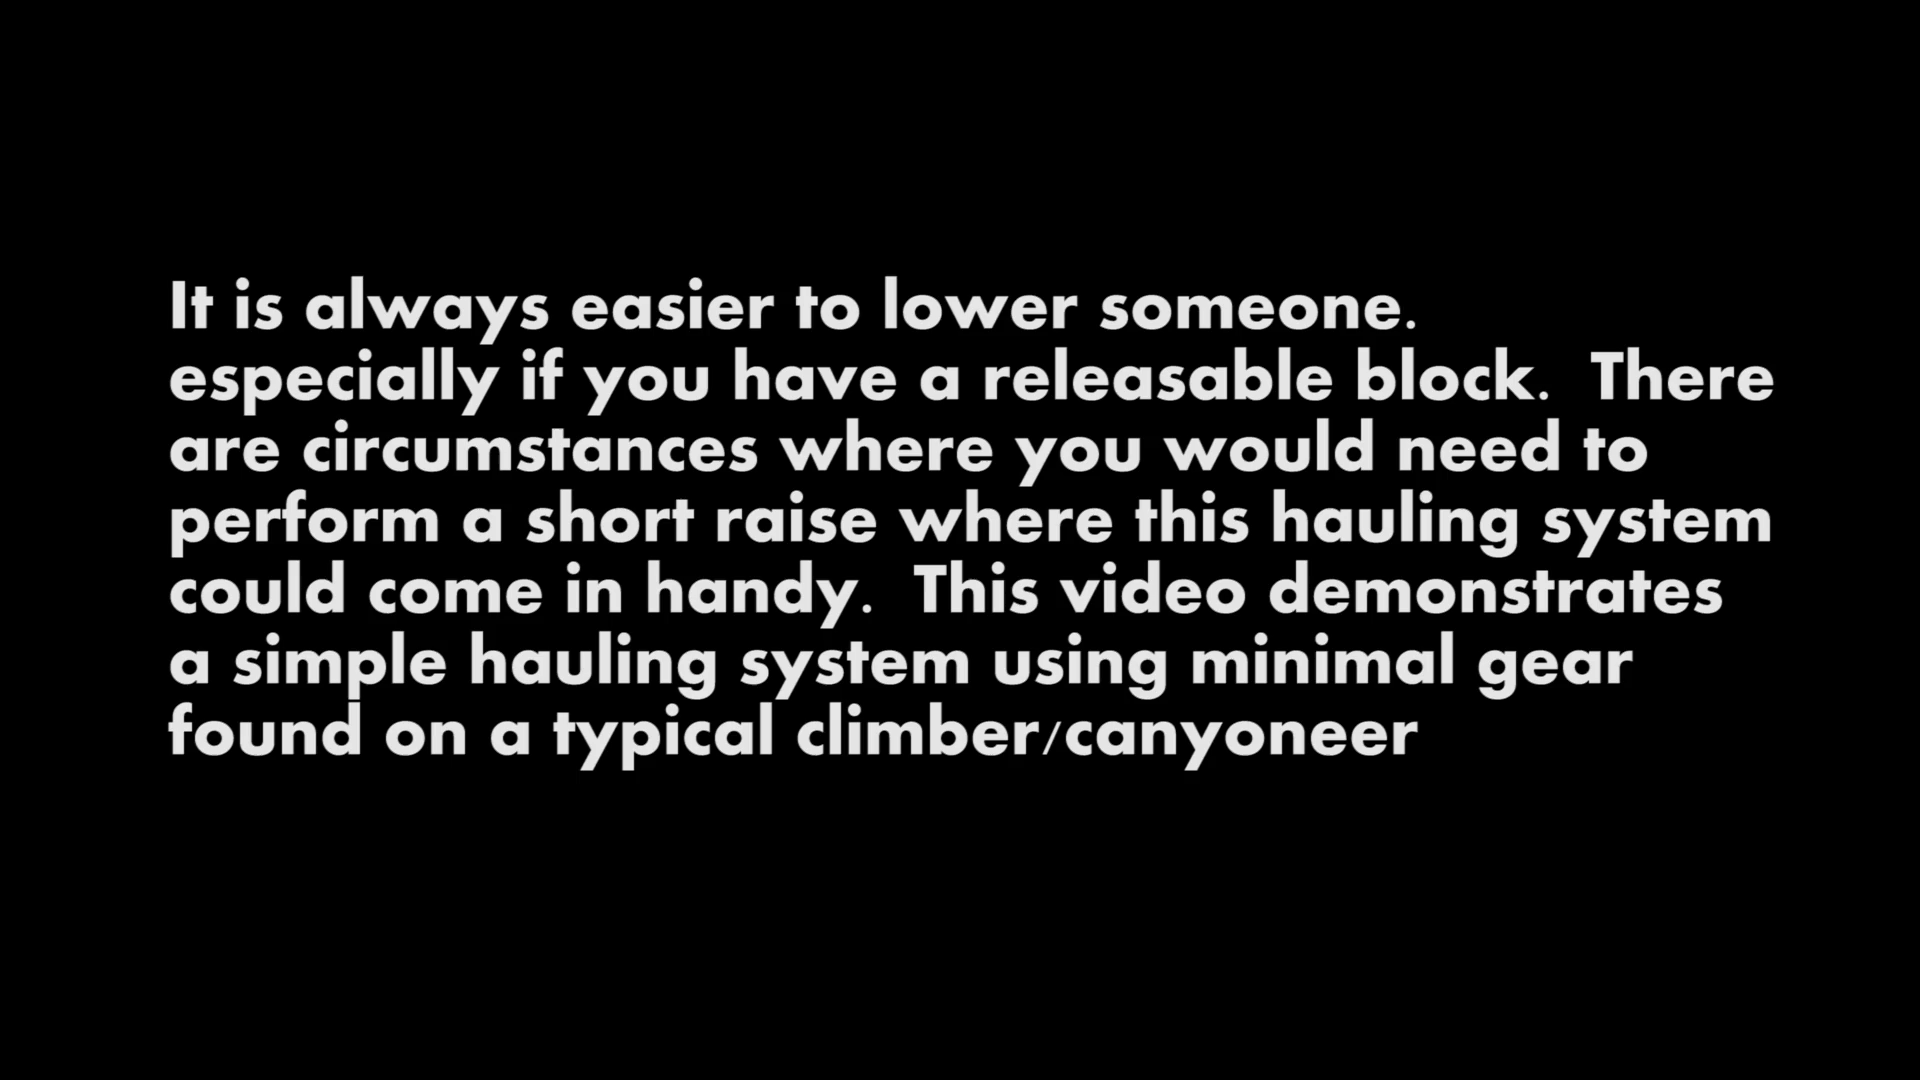 It is always easier to lower someone.
especially if you have a releasable block.  There
are circumstances where you would need to
perform a short raise where this hauling system
could come in handy.  This video demonstrates
a simple hauling system using minimal gear
found on a typical climber/canyoneer